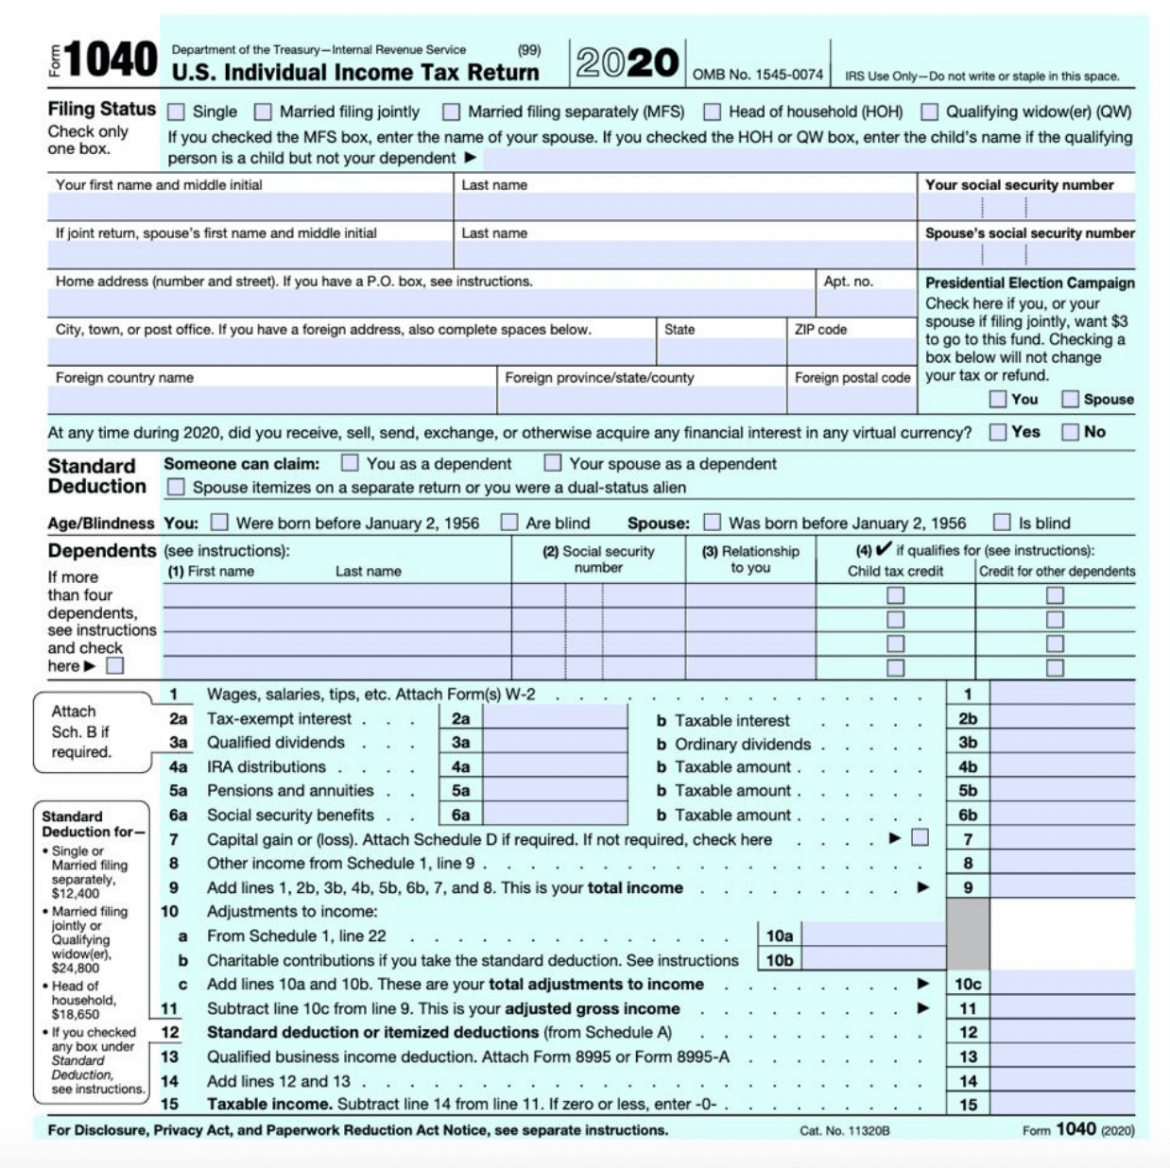 Form 1040 Department of the Treasury—Internal Revenue Service (99)
U.S. Individual Income Tax Return 2020 OMB No. 1545-0074 IRS Use Only—Do not write or staple in this space.
Filing Status Single Married filing jointly Married filing separately (MFS) Head of household (HOH) Qualifying widow(er) (QW)
Check only
one box.
If you checked the MFS box, enter the name of your spouse. If you checked the HOH or QW box, enter the child's name if the qualifying
person is a child but not your dependent ▶
Your first name and middle initial Last name Your social security number
If joint return, spouse's first name and middle initial Last name Spouse's social security number
Home address (number and street). If you have a P.O. box, see instructions. Apt. no.
City, town, or post office. If you have a foreign address, also complete spaces below. State ZIP code
Foreign country name Foreign province/state/county Foreign postal code
Presidential Election Campaign
Check here if you, or your
spouse if filing jointly, want $3
to go to this fund. Checking a
box below will not change
your tax or refund.
You Spouse
At any time during 2020, did you receive, sell, send, exchange, or otherwise acquire any financial interest in any virtual currency? Yes No
Standard
Deduction
Someone can claim: You as a dependent Your spouse as a dependent
Spouse itemizes on a separate return or you were a dual-status alien
Age/Blindness You: Were born before January 2, 1956 Are blind Spouse: Was born before January 2, 1956 Is blind
Dependents (see instructions):
(1) First name Last name
(2) Social security
number
(3) Relationship
to you
(4) ✔ if qualifies for (see instructions):
Child tax credit Credit for other dependents
If more
than four
dependents,
see instructions
and check
here ▶
Attach
Sch. B if
required.
1 Wages, salaries, tips, etc. Attach Form(s) W-2 . . . . . . . . . . . . . . . . 1
2a Tax-exempt interest . . . 2a b Taxable interest . . . . . 2b
3a Qualified dividends . . . 3a b Ordinary dividends . . . . . 3b
4a IRA distributions . . . . 4a b Taxable amount . . . . . . 4b
5a Pensions and annuities . . 5a b Taxable amount . . . . . . 5b
6a Social security benefits . . 6a b Taxable amount . . . . . . 6b
7 Capital gain or (loss). Attach Schedule D if required. If not required, check here . . . . ▶ 7
8 Other income from Schedule 1, line 9 . . . . . . . . . . . . . . . . . . . 8
9 Add lines 1, 2b, 3b, 4b, 5b, 6b, 7, and 8. This is your total income . . . . . . . . . ▶ 9
10 Adjustments to income:
a From Schedule 1, line 22 . . . . . . . . . . . . . . 10a
b Charitable contributions if you take the standard deduction. See instructions 10b
c Add lines 10a and 10b. These are your total adjustments to income . . . . . . . . ▶ 10c
11 Subtract line 10c from line 9. This is your adjusted gross income . . . . . . . . . ▶ 11
12 Standard deduction or itemized deductions (from Schedule A) . . . . . . . . . . 12
13 Qualified business income deduction. Attach Form 8995 or Form 8995-A . . . . . . . . 13
14 Add lines 12 and 13 . . . . . . . . . . . . . . . . . . . . . . . . 14
15 Taxable income. Subtract line 14 from line 11. If zero or less, enter -0- . . . . . . . . . 15
Standard
Deduction for—
• Single or
Married filing
separately,
$12,400
• Married filing
jointly or
Qualifying
widow(er),
$24,800
• Head of
household,
$18,650
• If you checked
any box under
Standard
Deduction,
see instructions.
For Disclosure, Privacy Act, and Paperwork Reduction Act Notice, see separate instructions. Cat. No. 11320B Form 1040 (2020)